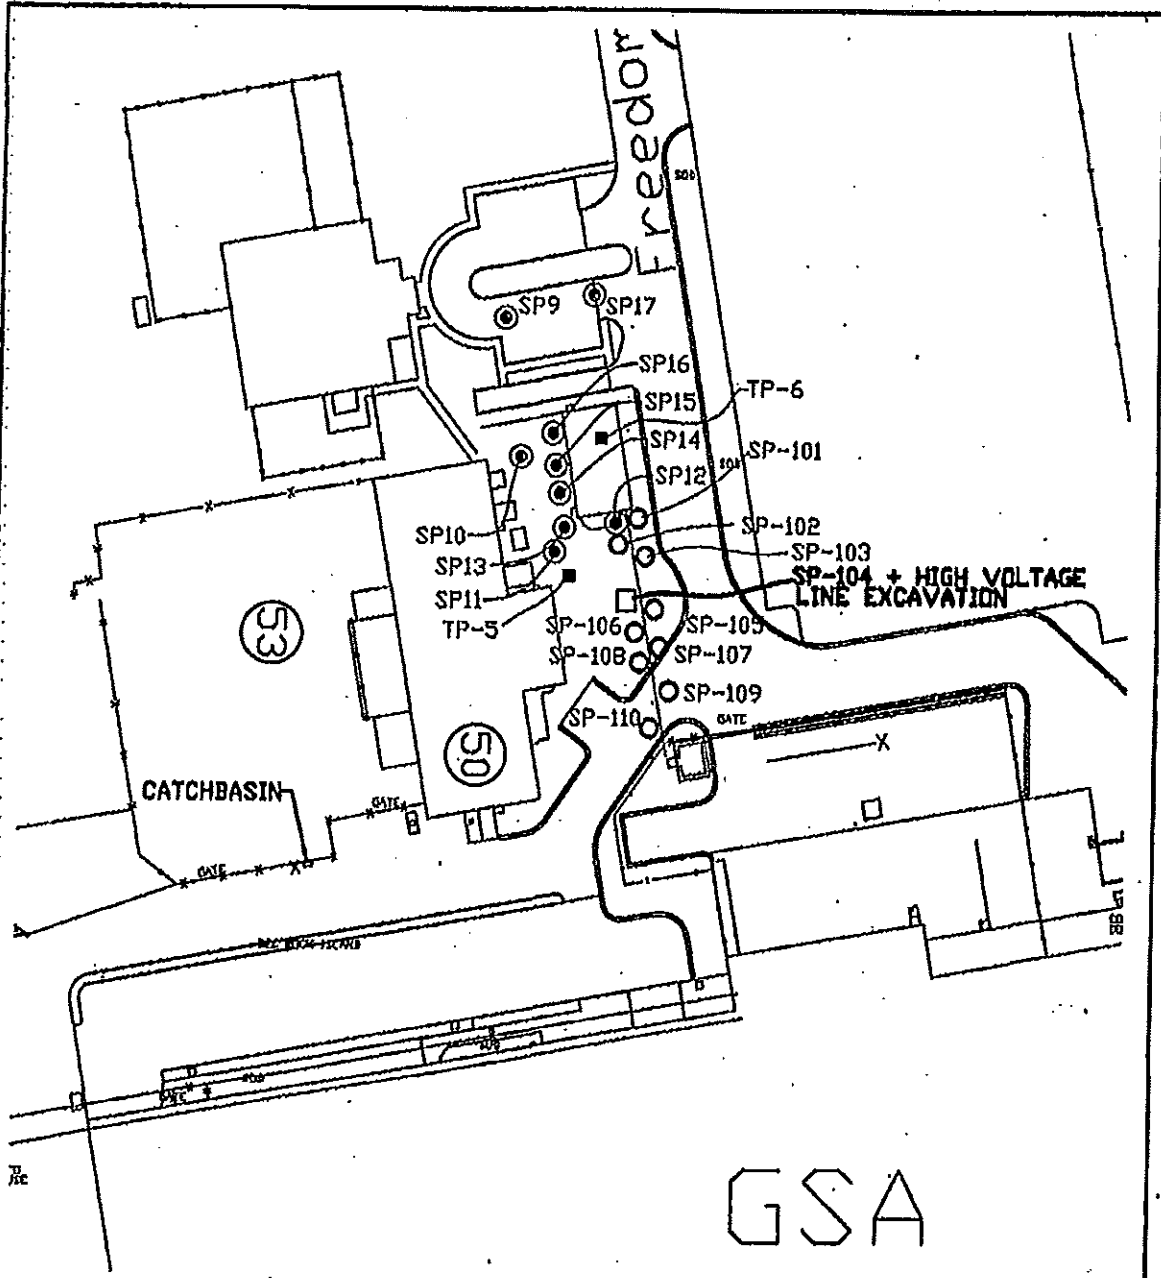 Freedom
SOD
SP9
SP17
SP16
TP-6
SP15
SP14
SP-101
SP12
SP10
SP-102
SP-103
SP13
SP-104 + HIGH VOLTAGE
LINE EXCAVATION
SP11
TP-5
SP-106
SP-105
53
SP-108
SP-107
SP-109
SP-110
GATE
50
CATCHBASIN
GATE
GATE
GSA